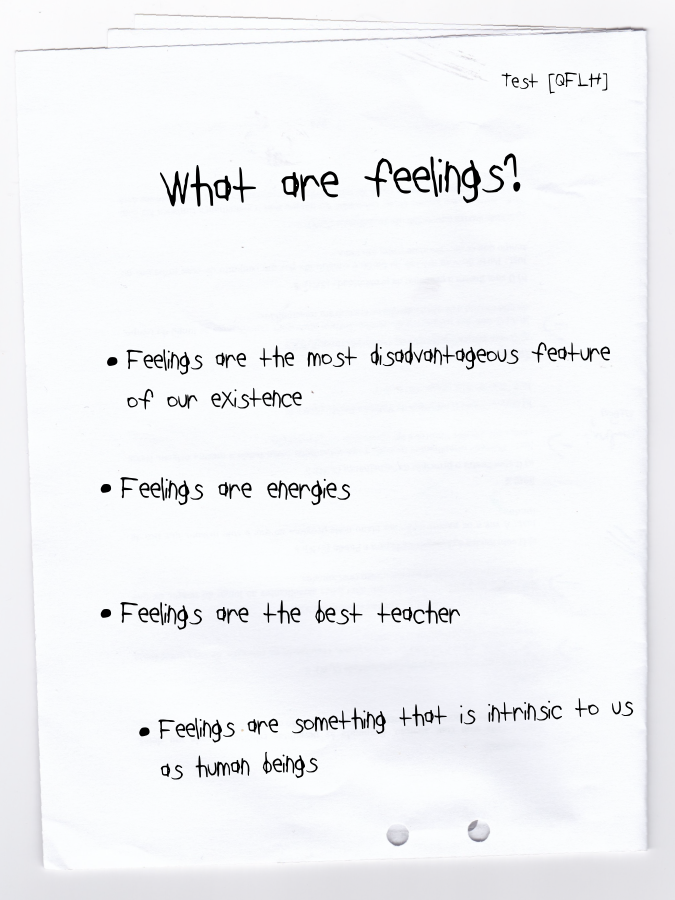 Test [QFLH]
What are feelings?
• Feelings are the most disadvantageous feature
of our existence
• Feelings are energies
• Feelings are the best teacher
• Feelings are something that is intrinsic to us
as human beings